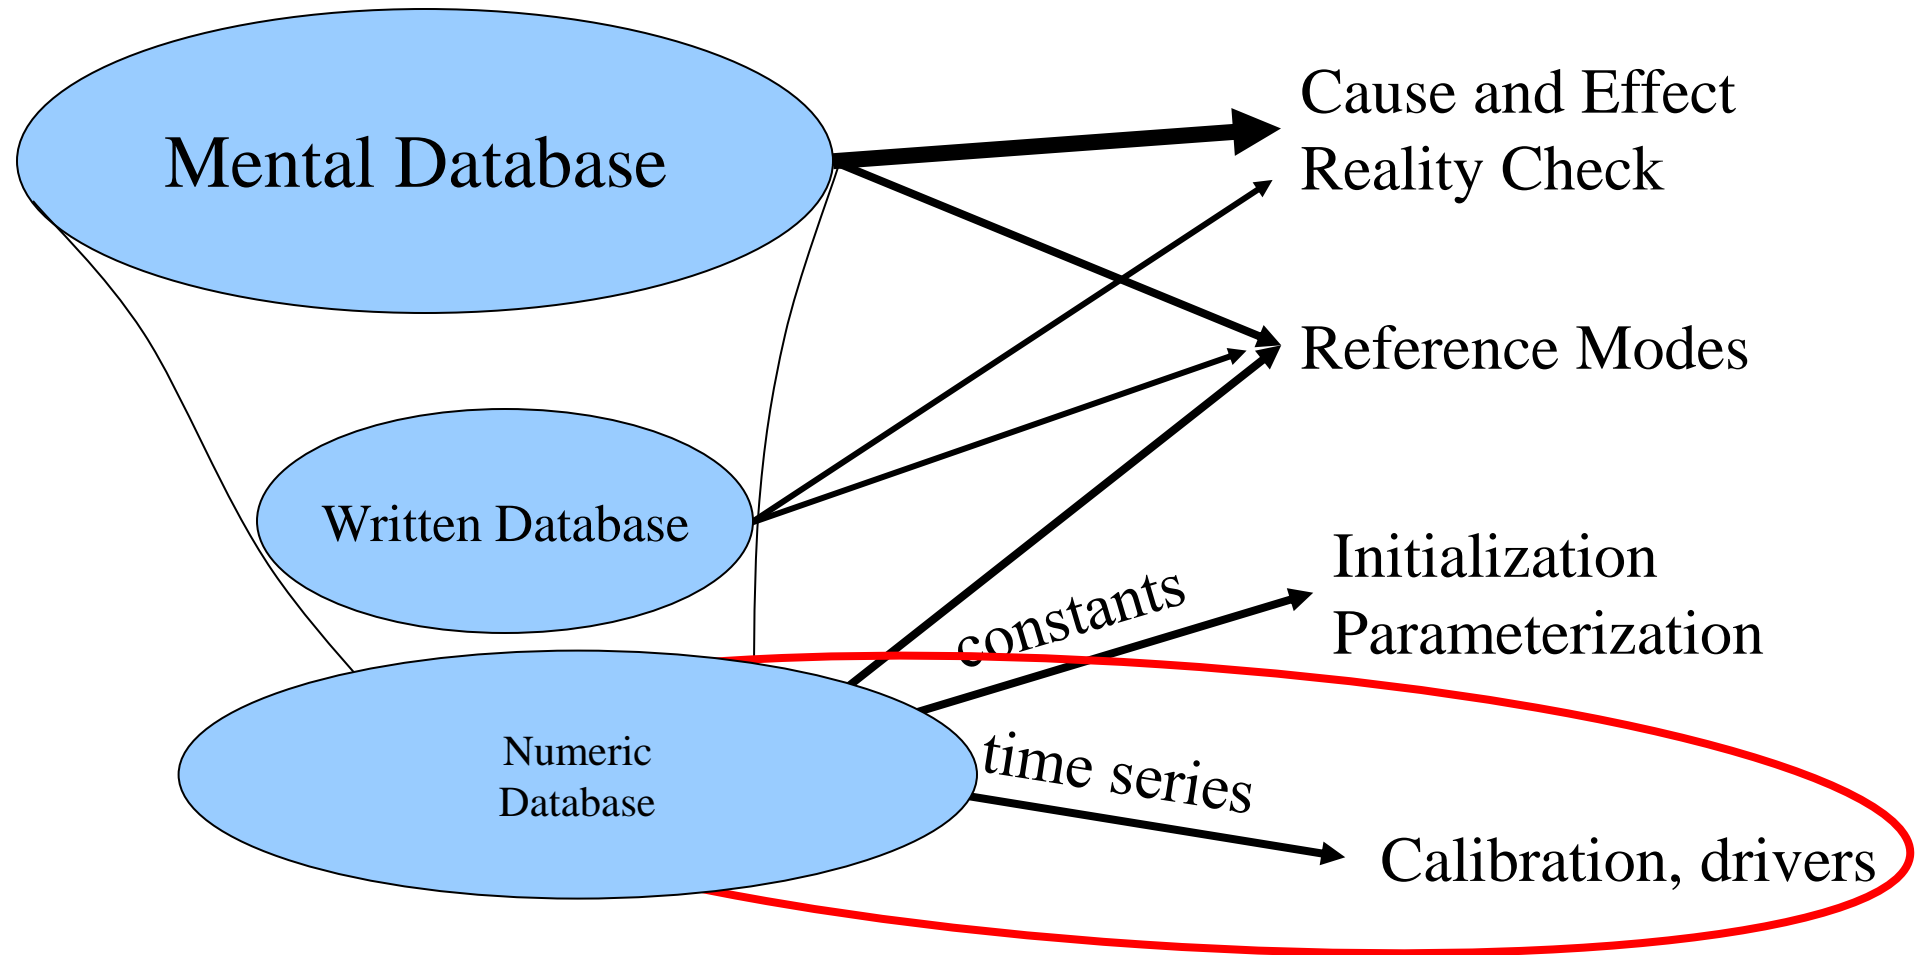 Mental Database
Cause and Effect
Reality Check
Reference Modes
Written Database
constants
Initialization
Parameterization
Numeric
Database
time series
Calibration, drivers